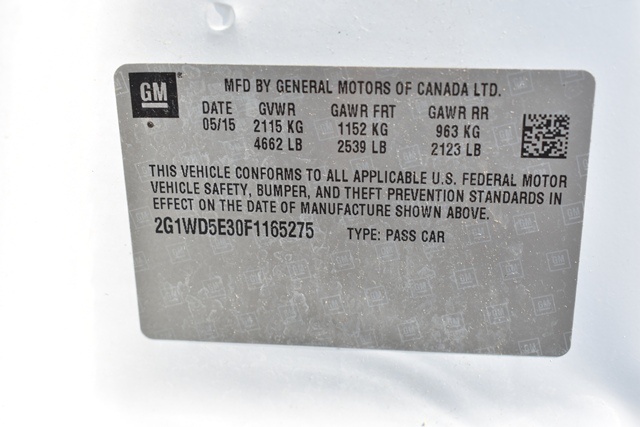 GM
MFD BY GENERAL MOTORS OF CANADA LTD.
DATE GVWR GAWR FRT GAWR RR
05/15 2115 KG 1152 KG 963 KG
4662 LB 2539 LB 2123 LB
THIS VEHICLE CONFORMS TO ALL APPLICABLE U.S. FEDERAL MOTOR
VEHICLE SAFETY, BUMPER, AND THEFT PREVENTION STANDARDS IN
EFFECT ON THE DATE OF MANUFACTURE SHOWN ABOVE.
2G1WD5E30F1165275 TYPE: PASS CAR